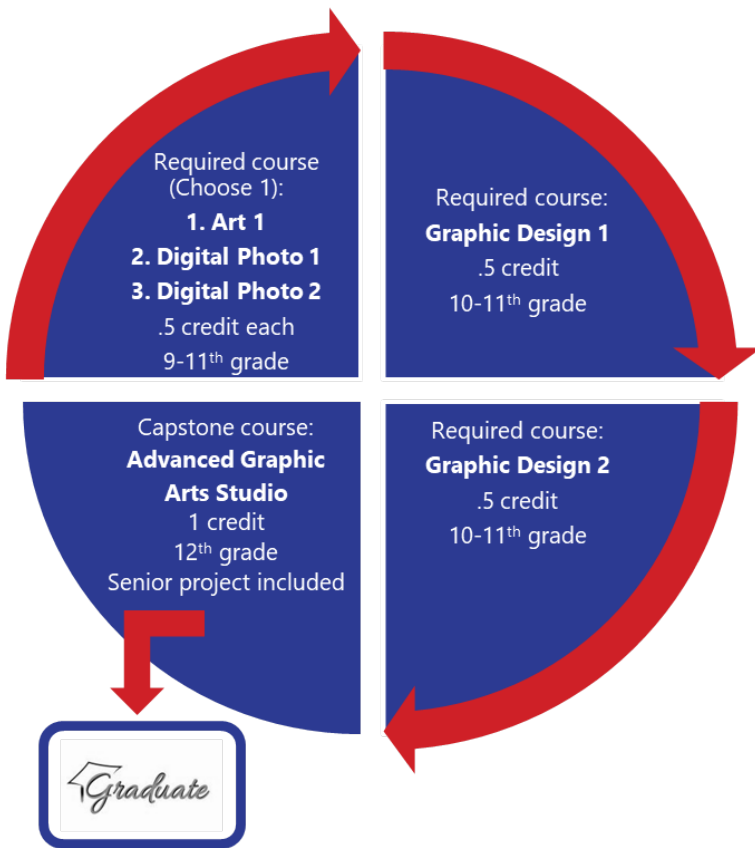 Required course
(Choose 1):
1. Art 1
2. Digital Photo 1
3. Digital Photo 2
.5 credit each
9-11th grade
Required course:
Graphic Design 1
.5 credit
10-11th grade
Required course:
Graphic Design 2
.5 credit
10-11th grade
Capstone course:
Advanced Graphic
Arts Studio
1 credit
12th grade
Senior project included
Graduate